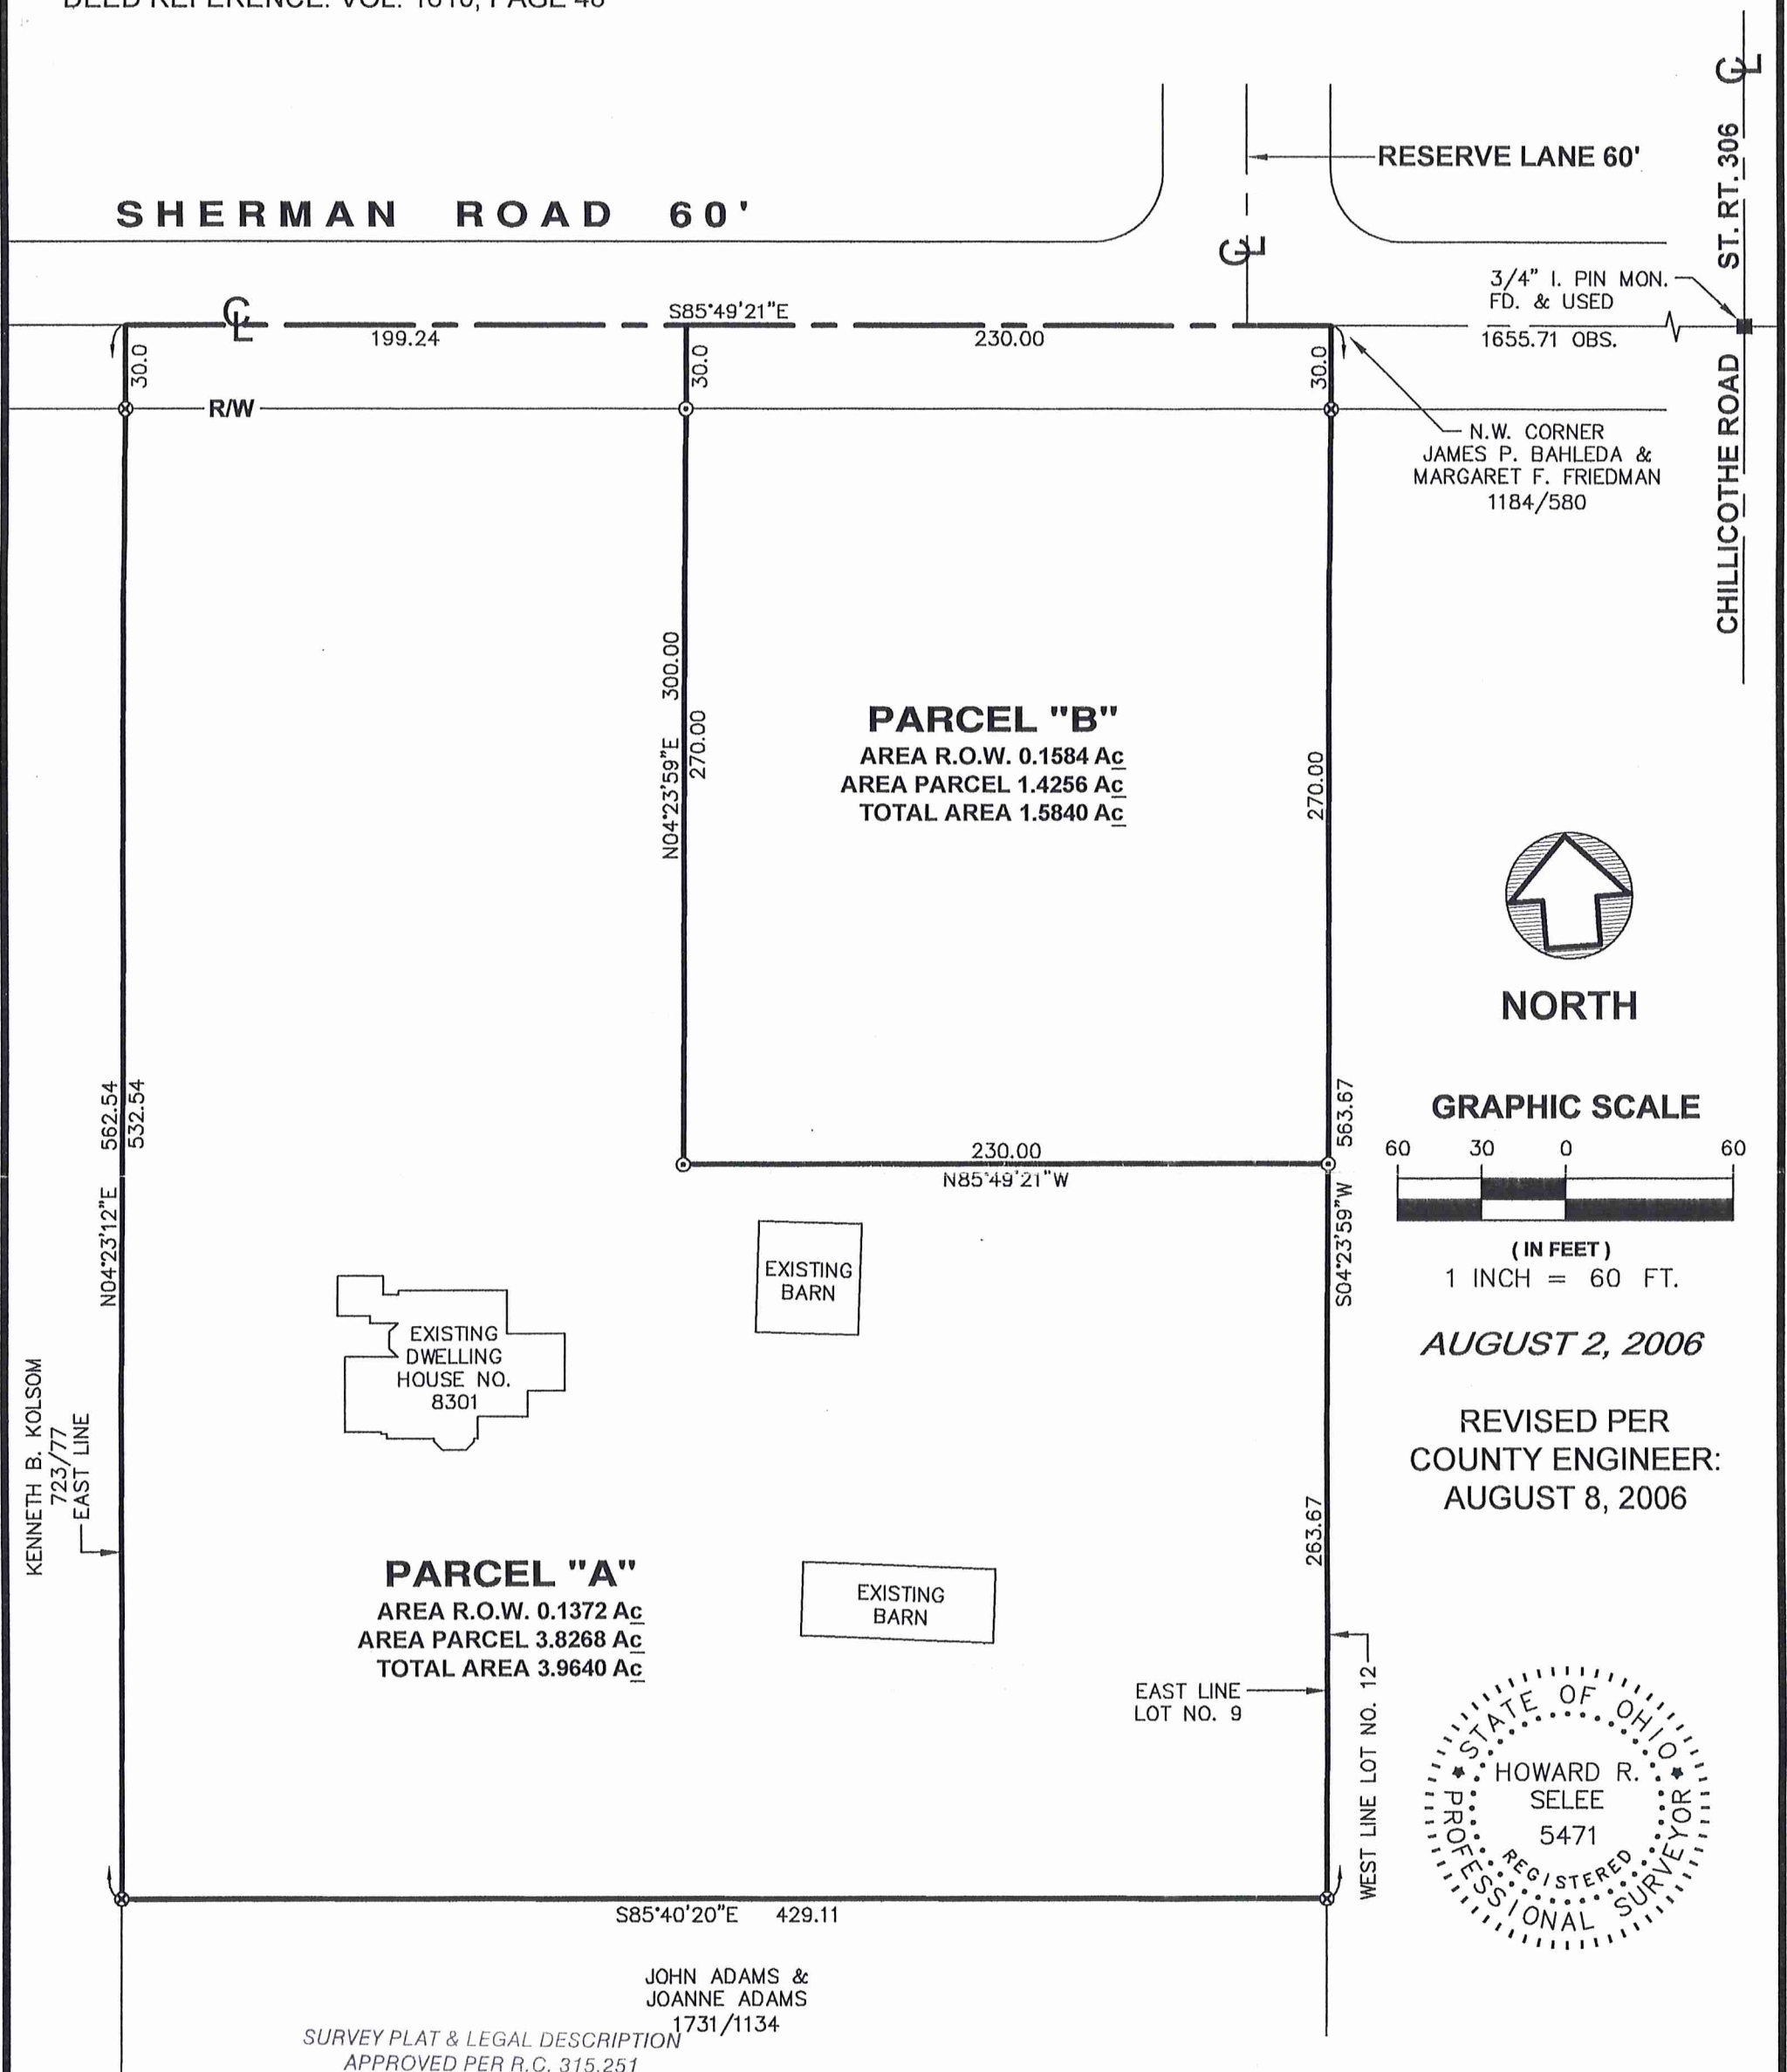 DEED REFERENCE: VOL. 1610, PAGE 48
℄
ST. RT. 306
RESERVE LANE 60'
SHERMAN ROAD 60'
℄
3/4" I. PIN MON.
FD. & USED
℄
S85°49'21"E
199.24
230.00
1655.71 OBS.
30.0
30.0
30.0
R/W
CHILLICOTHE ROAD
N.W. CORNER
JAMES P. BAHLEDA &
MARGARET F. FRIEDMAN
1184/580
N04°23'59"E 300.00
270.00
PARCEL "B"
AREA R.O.W. 0.1584 Ac
AREA PARCEL 1.4256 Ac
TOTAL AREA 1.5840 Ac
270.00
NORTH
N04°23'12"E 562.54
532.54
230.00
N85°49'21"W
S04°23'59"W 563.67
GRAPHIC SCALE
60 30 0 60
( IN FEET )
1 INCH = 60 FT.
EXISTING
BARN
EXISTING
DWELLING
HOUSE NO.
8301
AUGUST 2, 2006
REVISED PER
COUNTY ENGINEER:
AUGUST 8, 2006
KENNETH B. KOLSOM
723/77
EAST LINE
263.67
PARCEL "A"
AREA R.O.W. 0.1372 Ac
AREA PARCEL 3.8268 Ac
TOTAL AREA 3.9640 Ac
EXISTING
BARN
EAST LINE
LOT NO. 9
WEST LINE LOT NO. 12
STATE OF OHIO
HOWARD R.
SELEE
5471
REGISTERED
PROFESSIONAL SURVEYOR
S85°40'20"E 429.11
JOHN ADAMS &
JOANNE ADAMS
1731/1134
SURVEY PLAT & LEGAL DESCRIPTION
APPROVED PER R.C. 315.251